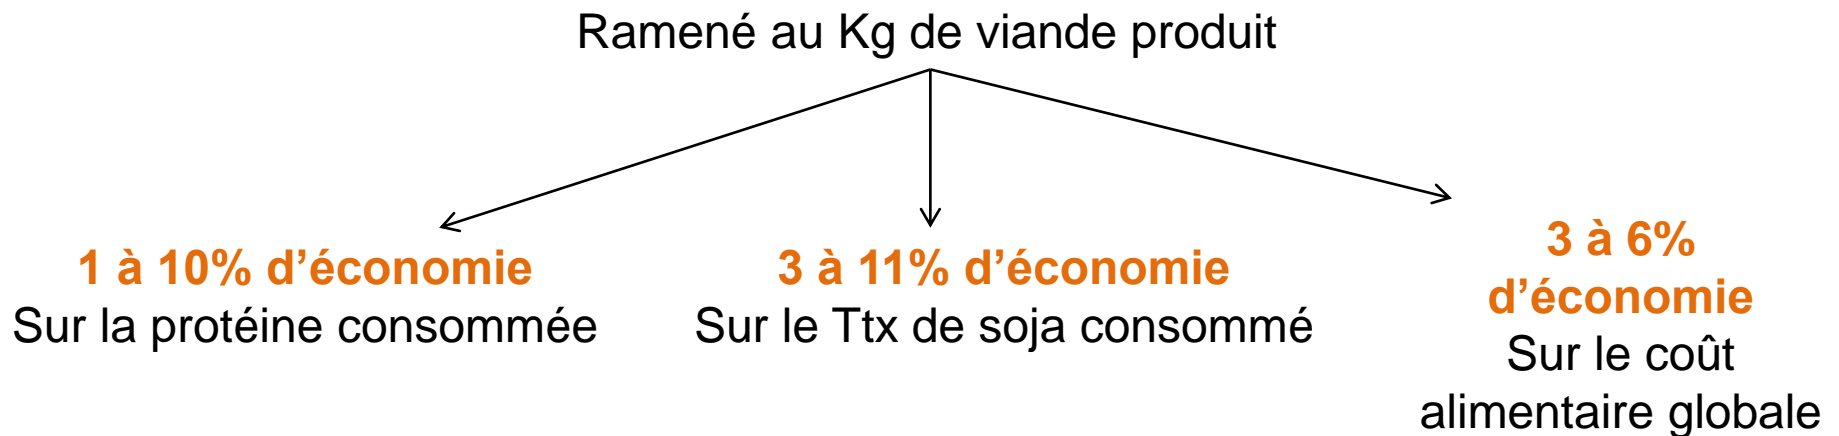 Ramené au Kg de viande produit
1 à 10% d’économie
Sur la protéine consommée
3 à 11% d’économie
Sur le Ttx de soja consommé
3 à 6%
d’économie
Sur le coût
alimentaire globale